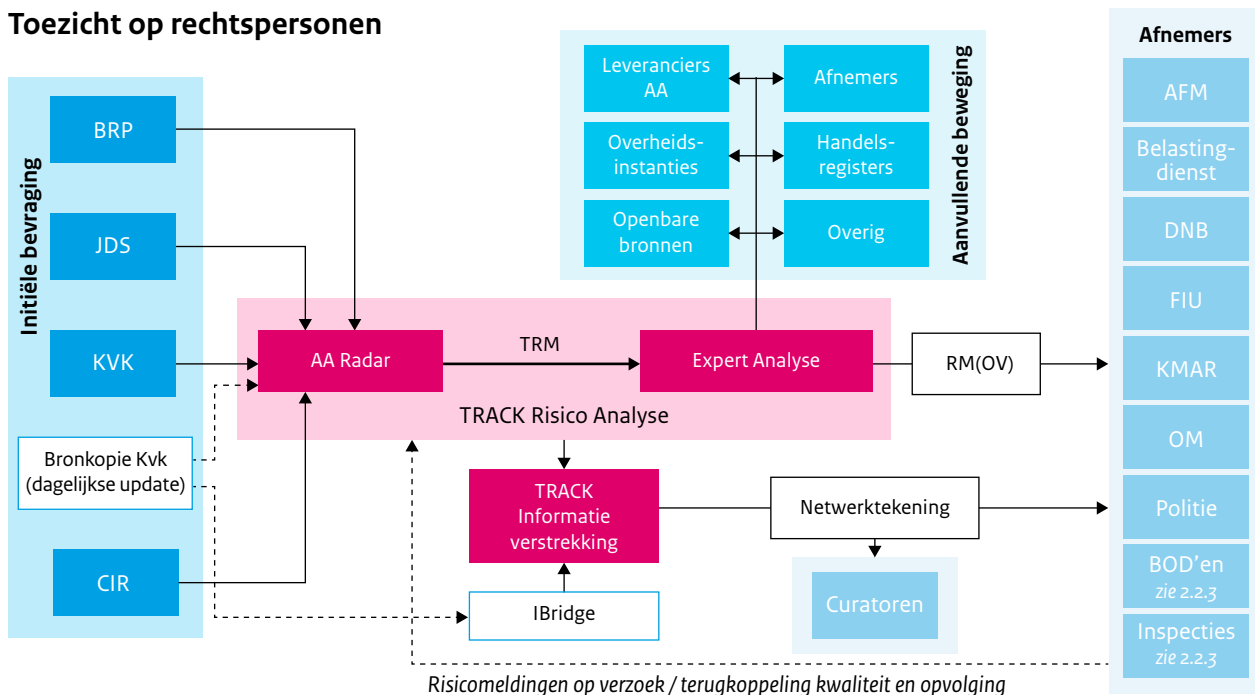 Toezicht op rechtspersonen
Initiële bevraging
BRP
JDS
KVK
Bronkopie Kvk
(dagelijkse update)
CIR
Leveranciers
AA
Afnemers
Overheids-
instanties
Handels-
registers
Openbare
bronnen
Overig
Aanvullende beweging
AA Radar
TRM
Expert Analyse
TRACK Risico Analyse
RM(OV)
TRACK
Informatie
verstrekking
Netwerktekening
IBridge
Curatoren
Risicomeldingen op verzoek / terugkoppeling kwaliteit en opvolging
Afnemers
AFM
Belasting-
dienst
DNB
FIU
KMAR
OM
Politie
BOD'en
zie 2.2.3
Inspecties
zie 2.2.3